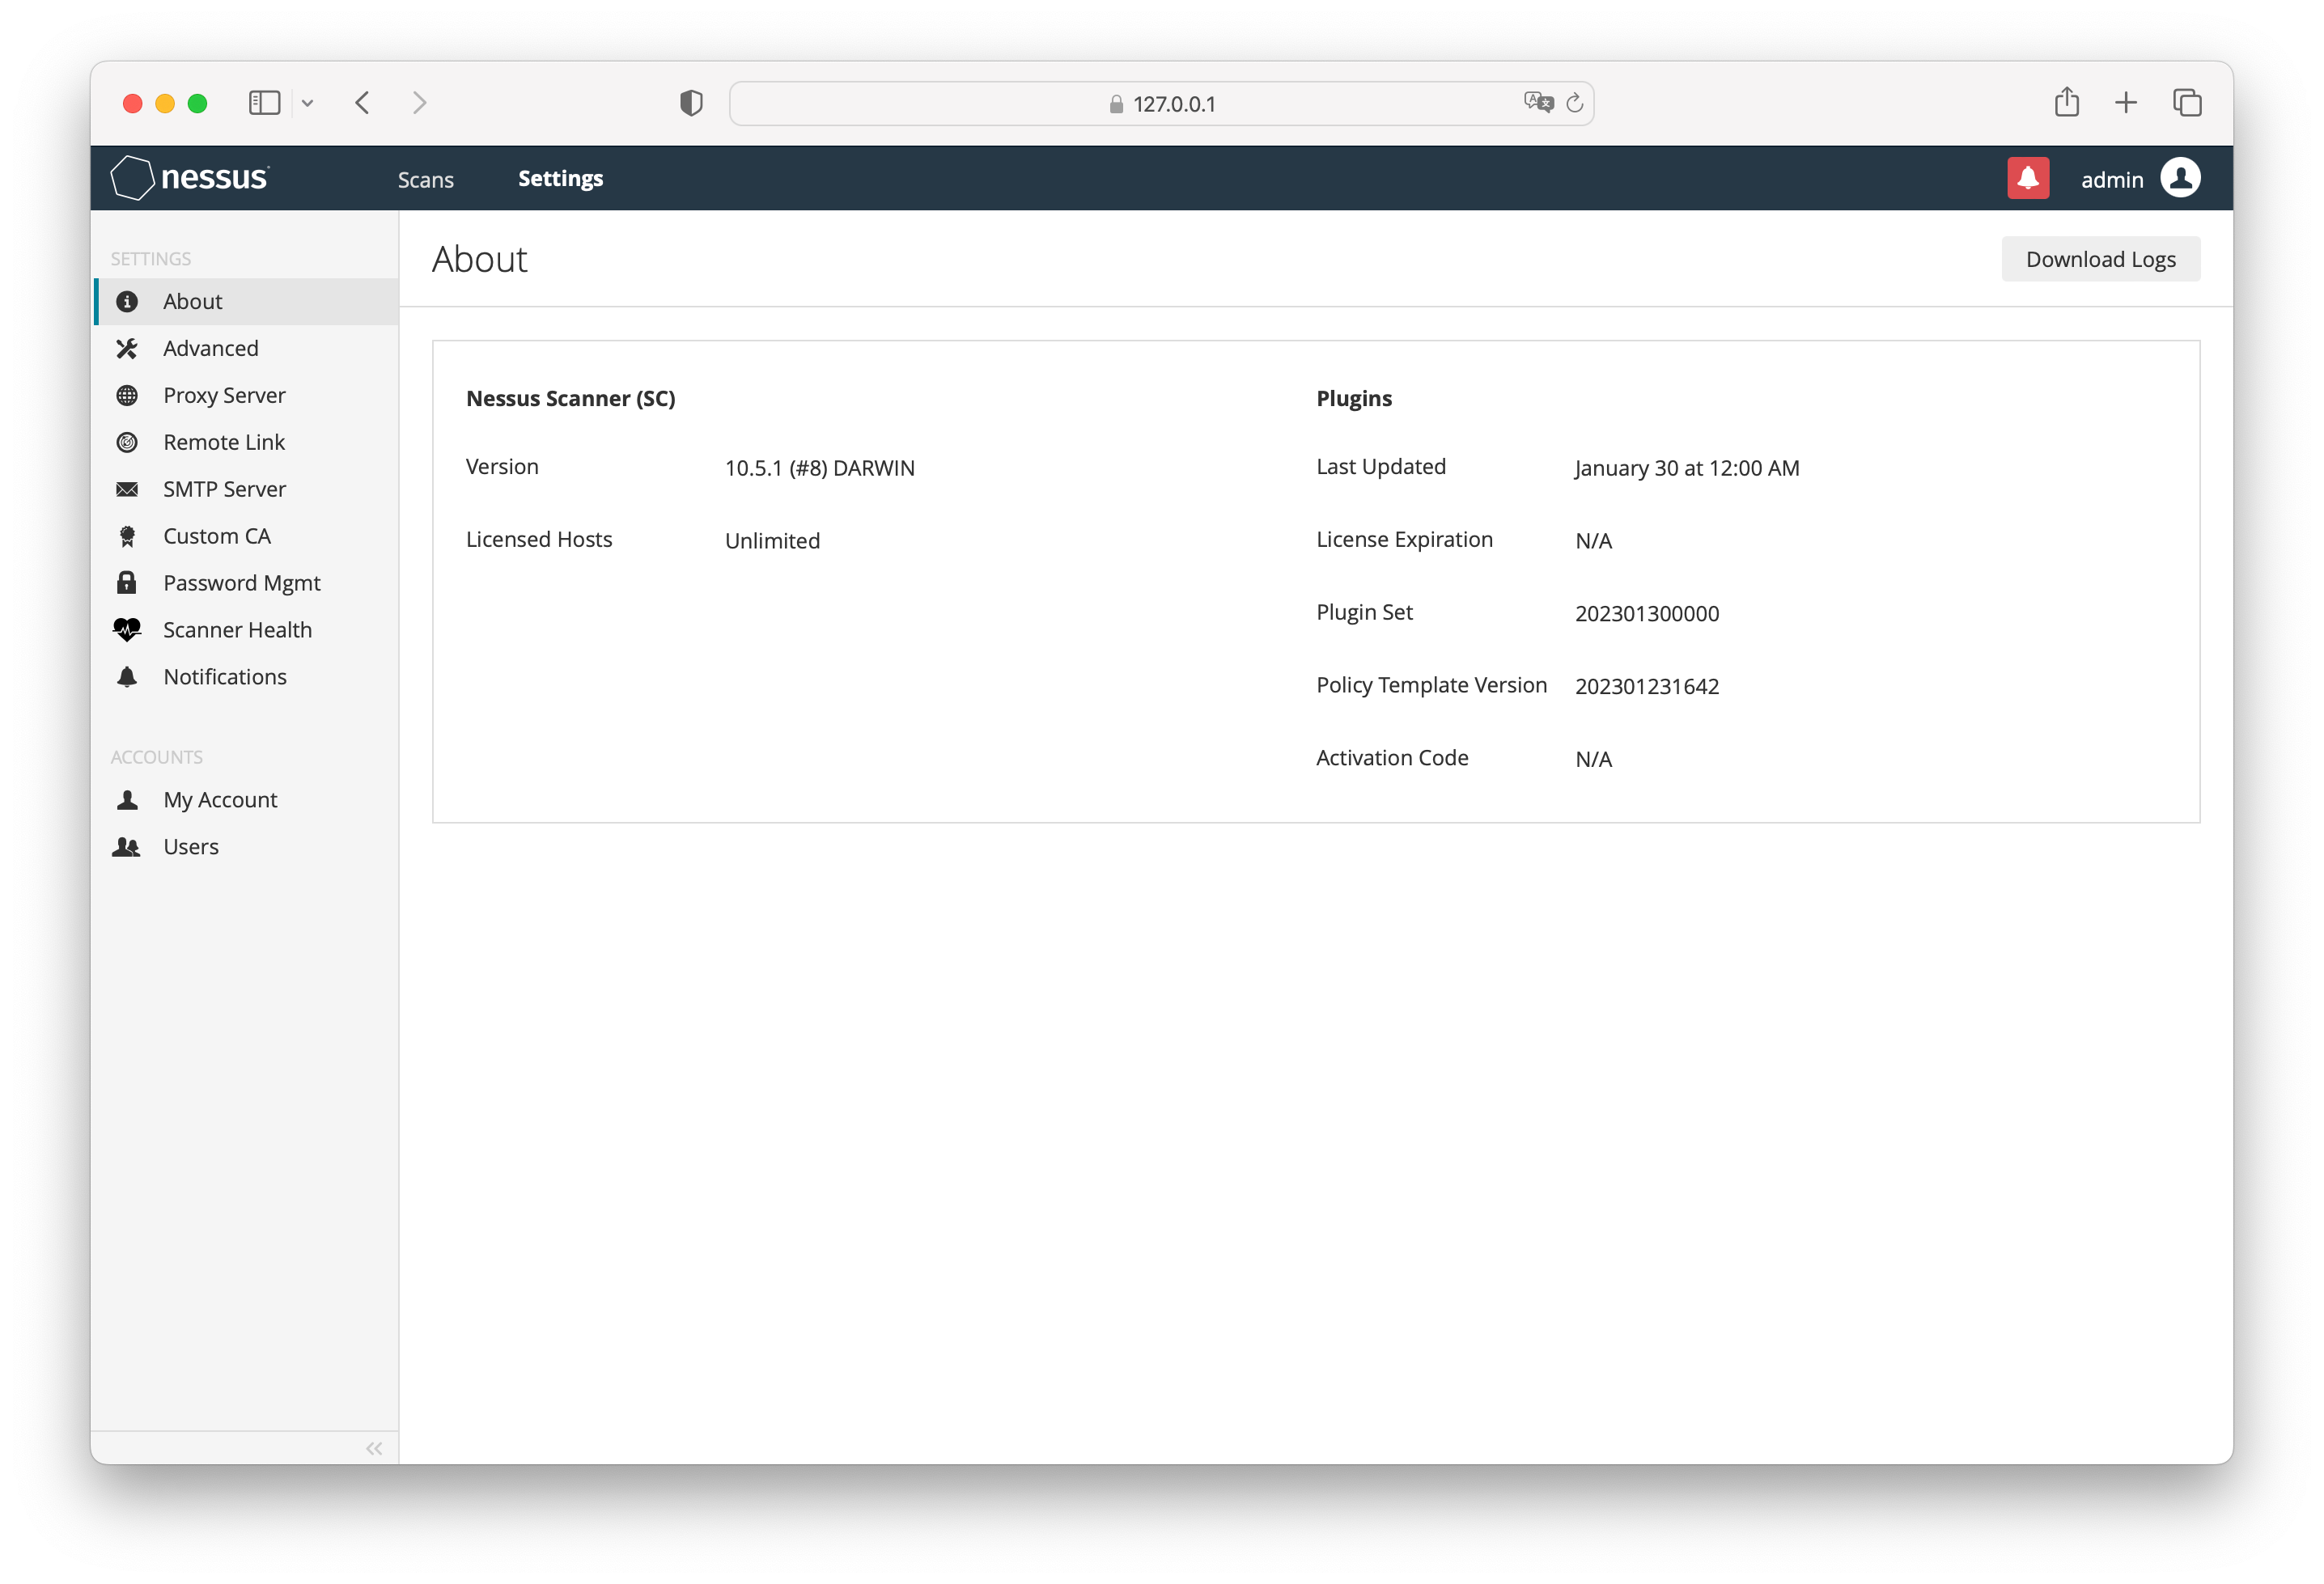 127.0.0.1
nessus
Scans
Settings
admin
SETTINGS
About
Advanced
Proxy Server
Remote Link
SMTP Server
Custom CA
Password Mgmt
Scanner Health
Notifications
ACCOUNTS
My Account
Users
About
Download Logs
Nessus Scanner (SC)
Version 10.5.1 (#8) DARWIN
Licensed Hosts Unlimited
Plugins
Last Updated January 30 at 12:00 AM
License Expiration N/A
Plugin Set 202301300000
Policy Template Version 202301231642
Activation Code N/A